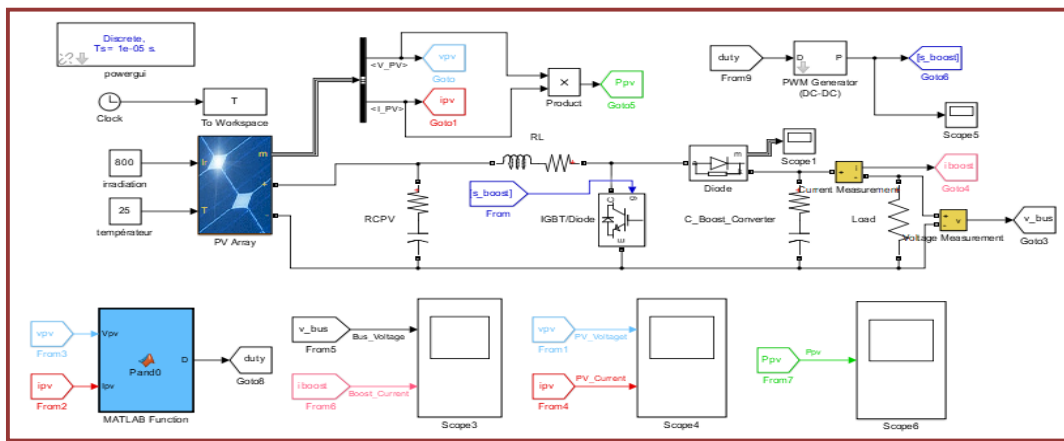 Discrete,
Ts = 1e-05 s.
powergui
Clock
T
To Workspace
800
irradiation
25
températeur
Ir
T
m
+
-
PV Array
<V_PV>
<I_PV>
vpv
Goto
ipv
Goto1
×
Product
Ppv
Goto5
duty
From9
D
P
PWM Generator
(DC-DC)
[s_boost]
Goto6
Scope5
RL
RCPV
[s_boost]
From
g
C
E
IGBT/Diode
a
k
m
Diode
Scope1
C_Boost_Converter
+
-
i
Current Measurement
iboost
Goto4
Load
+
-
v
Voltage Measurement
v_bus
Goto3
vpv
From3
ipv
From2
Vpv
Ipv
PandO
D
MATLAB Function
duty
Goto8
v_bus
From5
Bus_Voltage
iboost
From6
Boost_Current
Scope3
vpv
From1
PV_Voltaget
ipv
From4
PV_Current
Scope4
Ppv
From7
Ppv
Scope6